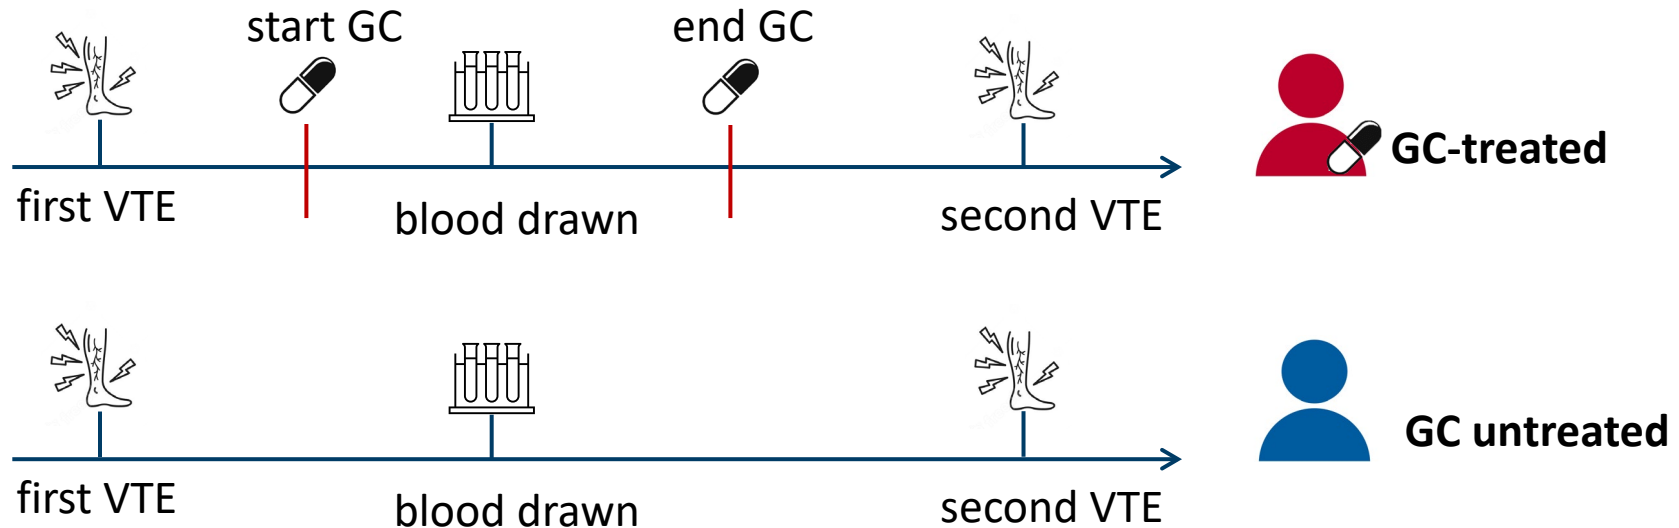 start GC
end GC
GC-treated
first VTE
blood drawn
second VTE
GC untreated
first VTE
blood drawn
second VTE